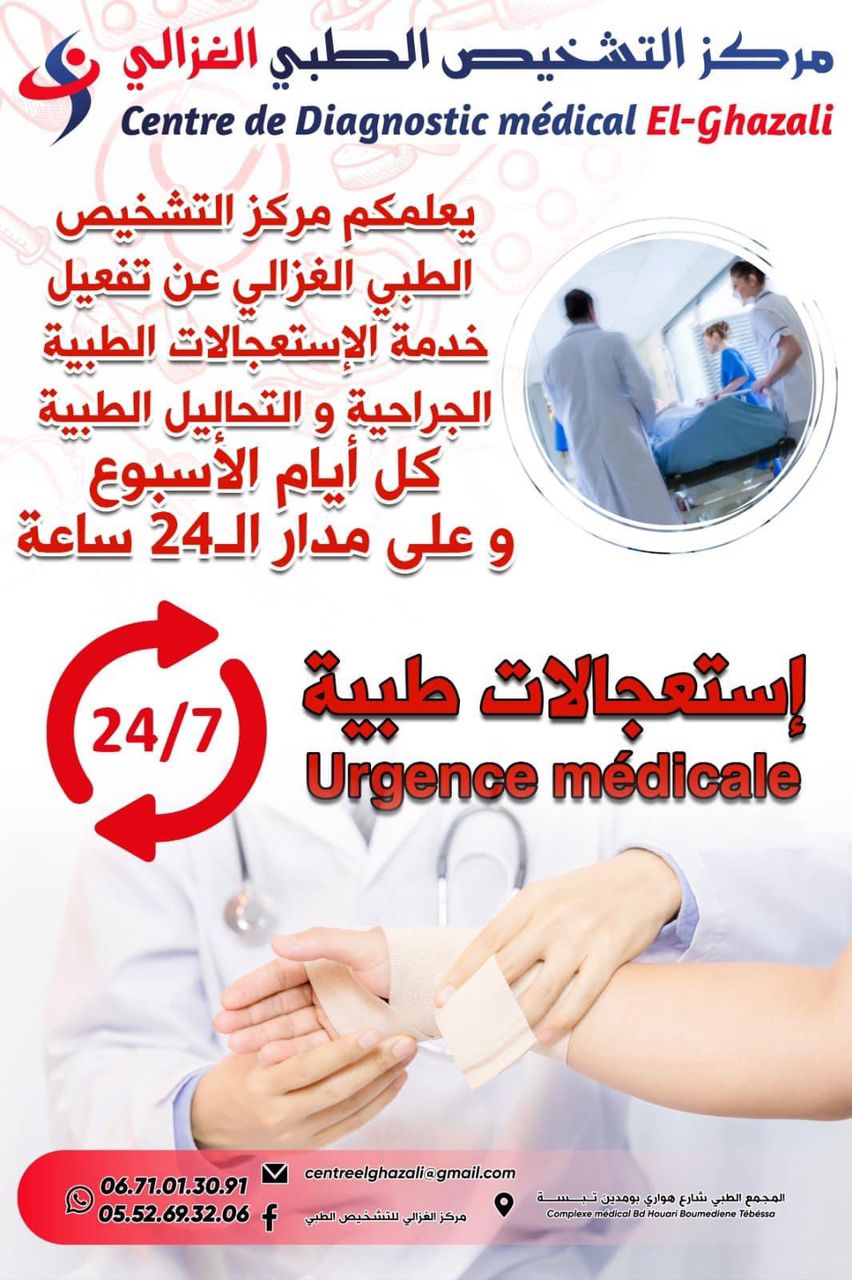 مركز التشخيص الطبي الغزالي
Centre de Diagnostic médical El-Ghazali
يعلمكم مركز التشخيص
الطبي الغزالي عن تفعيل
خدمة الإستعجالات الطبية
الجراحية و التحاليل الطبية
كل أيام الأسبوع
و على مدار الـ24 ساعة
24/7
إستعجالات طبية
Urgence médicale
06.71.01.30.91
05.52.69.32.06
centreelghazali@gmail.com
مركز الغزالي للتشخيص الطبي
المجمع الطبي شارع هواري بومدين تبسة
Complexe médical Bd Houari Boumediene Tébéssa